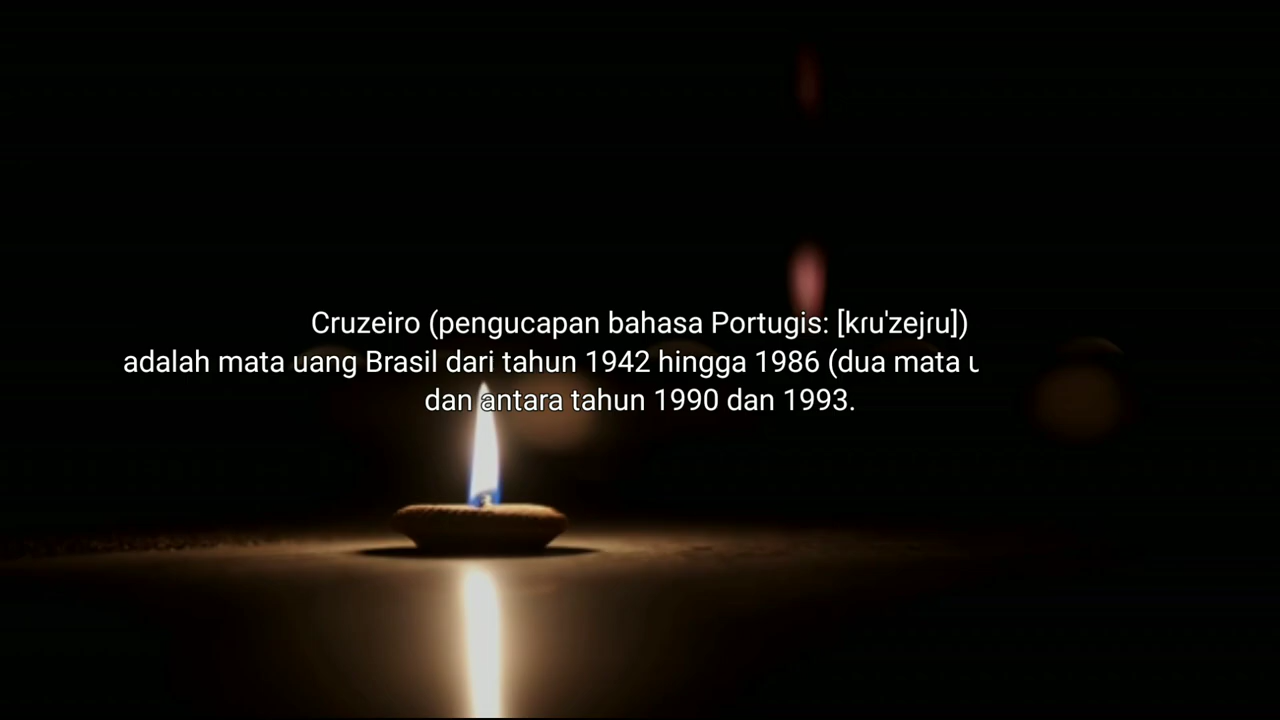 Cruzeiro (pengucapan bahasa Portugis: [kɾuˈzejɾu])
adalah mata uang Brasil dari tahun 1942 hingga 1986 (dua mata
dan antara tahun 1990 dan 1993.